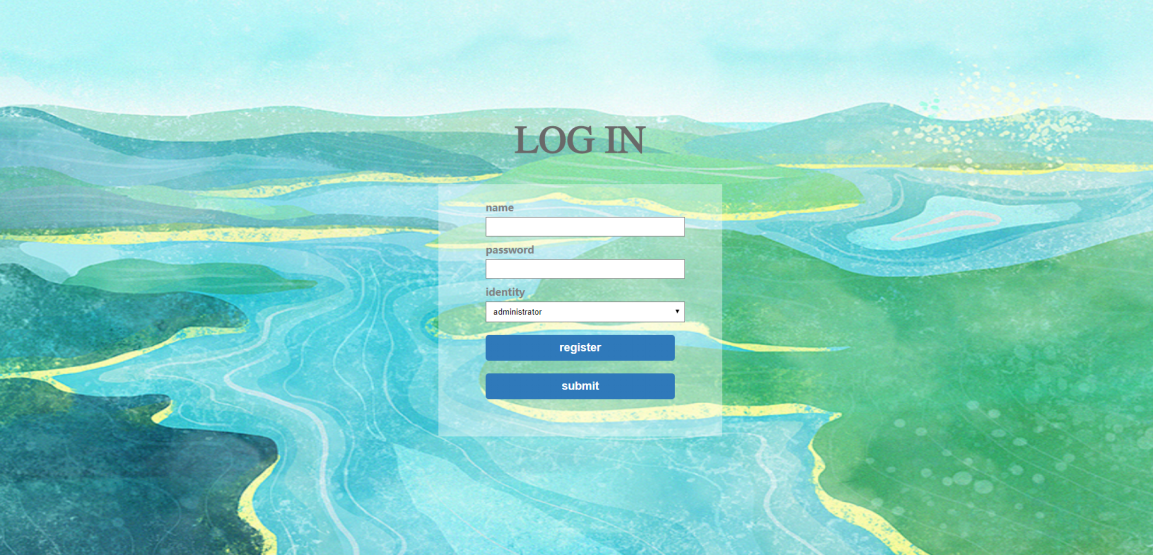 LOG IN
name
password
identity
administrator
register
submit